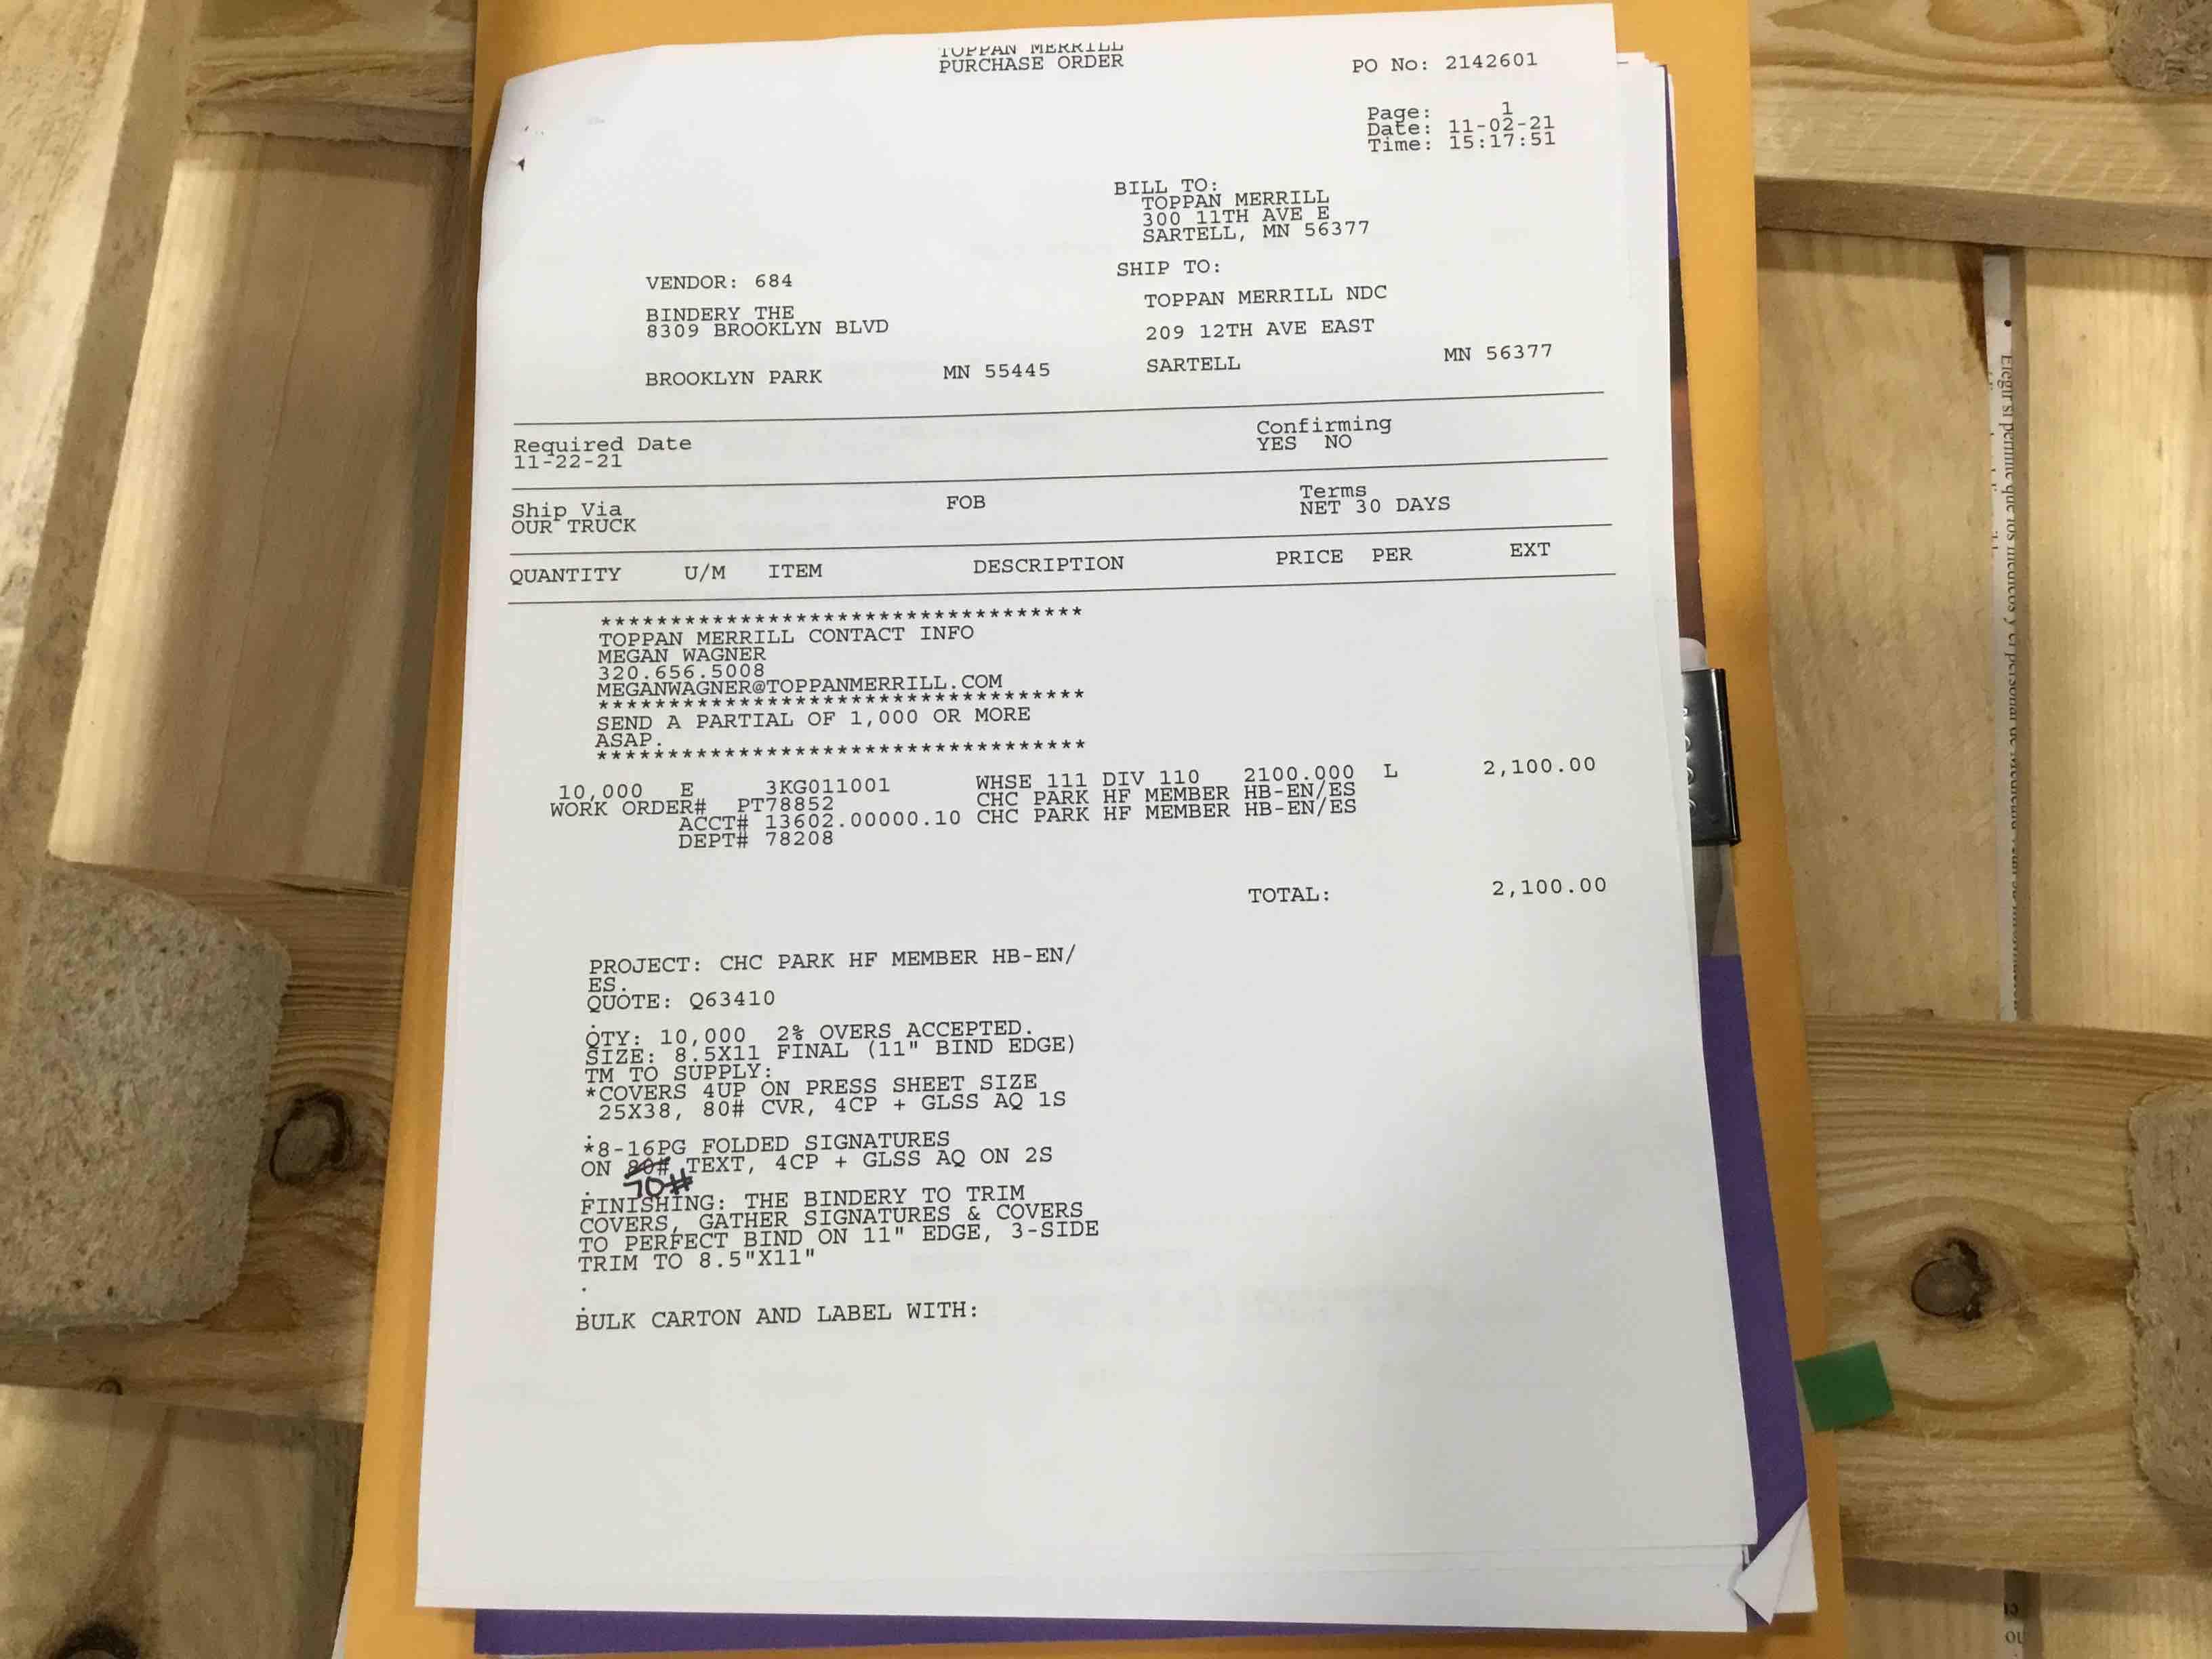 TOPPAN MERRILL
PURCHASE ORDER
PO No: 2142601
Page: 1
Date: 11-02-21
Time: 15:17:51
BILL TO:
TOPPAN MERRILL
300 11TH AVE E
SARTELL, MN 56377
VENDOR: 684
BINDERY THE
8309 BROOKLYN BLVD
BROOKLYN PARK MN 55445
SHIP TO:
TOPPAN MERRILL NDC
209 12TH AVE EAST
SARTELL MN 56377
Required Date
11-22-21
Confirming
YES NO
Ship Via
OUR TRUCK
FOB
Terms
NET 30 DAYS
QUANTITY U/M ITEM DESCRIPTION PRICE PER EXT
***********************************
TOPPAN MERRILL CONTACT INFO
MEGAN WAGNER
320.656.5008
MEGANWAGNER@TOPPANMERRILL.COM
***********************************
SEND A PARTIAL OF 1,000 OR MORE
ASAP.
***********************************
10,000 E 3KG011001 WHSE 111 DIV 110 2100.000 L 2,100.00
WORK ORDER# PT78852 CHC PARK HF MEMBER HB-EN/ES
ACCT# 13602.00000.10 CHC PARK HF MEMBER HB-EN/ES
DEPT# 78208
TOTAL: 2,100.00
PROJECT: CHC PARK HF MEMBER HB-EN/
ES.
QUOTE: Q63410
.
QTY: 10,000 2% OVERS ACCEPTED.
SIZE: 8.5X11 FINAL (11" BIND EDGE)
TM TO SUPPLY:
*COVERS 4UP ON PRESS SHEET SIZE
25X38, 80# CVR, 4CP + GLSS AQ 1S
.
*8-16PG FOLDED SIGNATURES
ON 80# TEXT, 4CP + GLSS AQ ON 2S
70#
.
FINISHING: THE BINDERY TO TRIM
COVERS, GATHER SIGNATURES & COVERS
TO PERFECT BIND ON 11" EDGE, 3-SIDE
TRIM TO 8.5"X11"
.
.
BULK CARTON AND LABEL WITH: